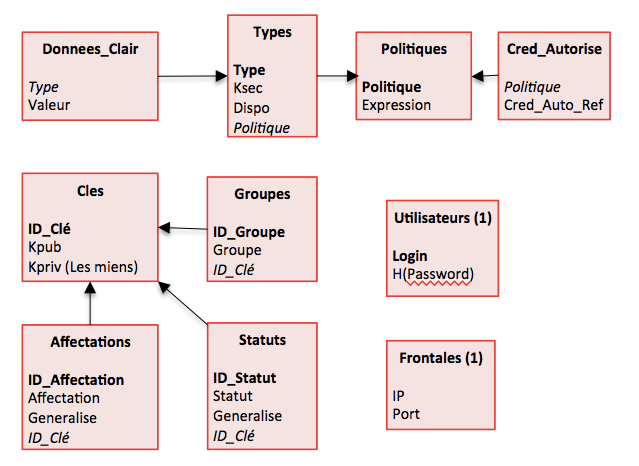 Donnees_Clair
Type
Valeur
Types
Type
Ksec
Dispo
Politique
Politiques
Politique
Expression
Cred_Autorise
Politique
Cred_Auto_Ref
Cles
ID_Clé
Kpub
Kpriv (Les miens)
Groupes
ID_Groupe
Groupe
ID_Clé
Utilisateurs (1)
Login
H(Password)
Affectations
ID_Affectation
Affectation
Generalise
ID_Clé
Statuts
ID_Statut
Statut
Generalise
ID_Clé
Frontales (1)
IP
Port